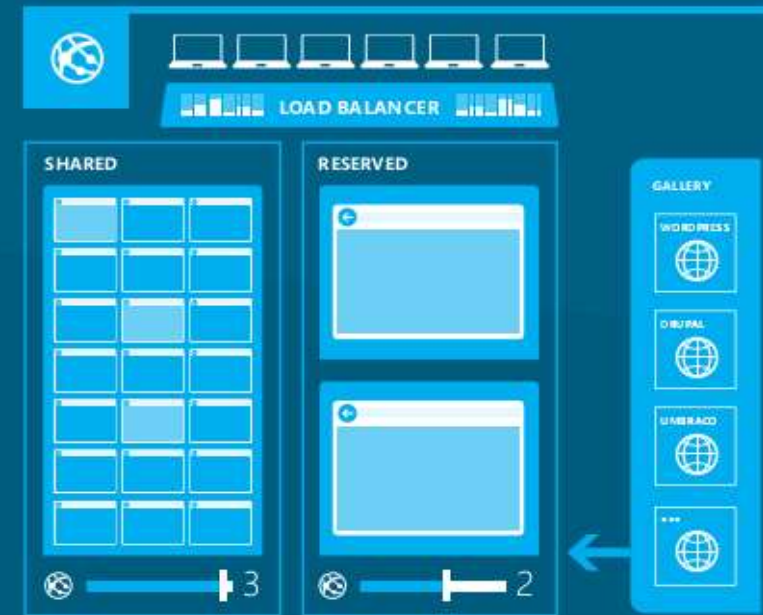 LOAD BALANCER
SHARED
RESERVED
GALLERY
WORDPRESS
DRUPAL
UMBRACO
...
3
2